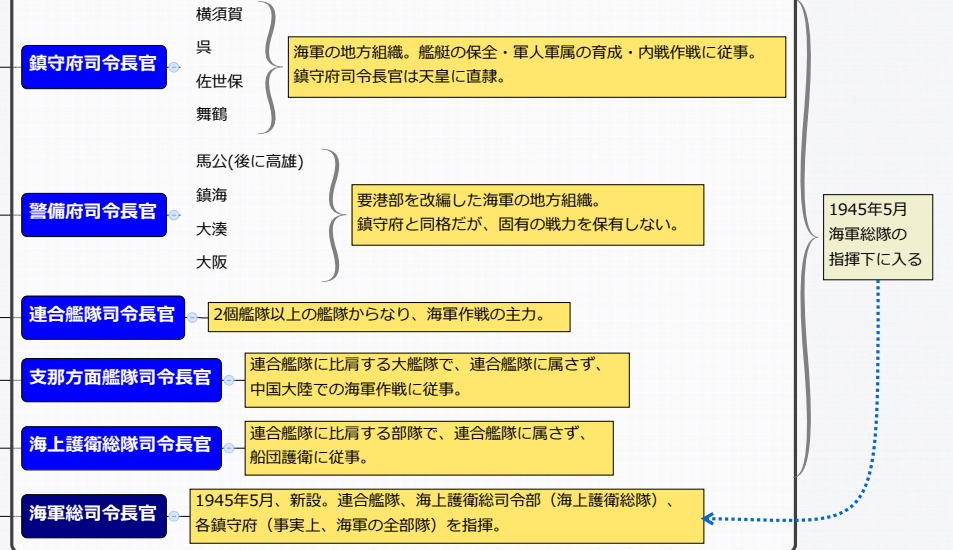 横須賀
呉
佐世保
舞鶴
鎮守府司令長官
海軍の地方組織。艦艇の保全・軍人軍属の育成・内戦作戦に従事。
鎮守府司令長官は天皇に直隷。
馬公(後に高雄)
鎮海
大湊
大阪
警備府司令長官
要港部を改編した海軍の地方組織。
鎮守府と同格だが、固有の戦力を保有しない。
1945年5月
海軍総隊の
指揮下に入る
連合艦隊司令長官
2個艦隊以上の艦隊からなり、海軍作戦の主力。
支那方面艦隊司令長官
連合艦隊に比肩する大艦隊で、連合艦隊に属さず、
中国大陸での海軍作戦に従事。
海上護衛総隊司令長官
連合艦隊に比肩する部隊で、連合艦隊に属さず、
船団護衛に従事。
海軍総司令長官
1945年5月、新設。連合艦隊、海上護衛総司令部（海上護衛総隊）、
各鎮守府（事実上、海軍の全部隊）を指揮。